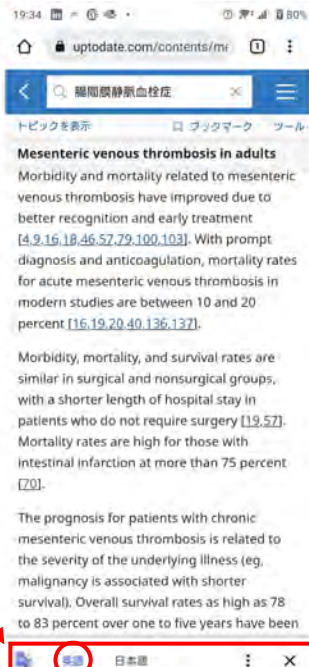 19:34
80%
uptodate.com/contents/me
1
腸間膜静脈血栓症 ×
トピックを表示 ブックマーク ツール
Mesenteric venous thrombosis in adults
Morbidity and mortality related to mesenteric
venous thrombosis have improved due to
better recognition and early treatment
[4,9,16,18,46,57,79,100,103]. With prompt
diagnosis and anticoagulation, mortality rates
for acute mesenteric venous thrombosis in
modern studies are between 10 and 20
percent [16,19,20,40,136,137].
Morbidity, mortality, and survival rates are
similar in surgical and nonsurgical groups,
with a shorter length of hospital stay in
patients who do not require surgery [19,57].
Mortality rates are high for those with
intestinal infarction at more than 75 percent
[70].
The prognosis for patients with chronic
mesenteric venous thrombosis is related to
the severity of the underlying illness (eg,
malignancy is associated with shorter
survival). Overall survival rates as high as 78
to 83 percent over one to five years have been
英語 日本語